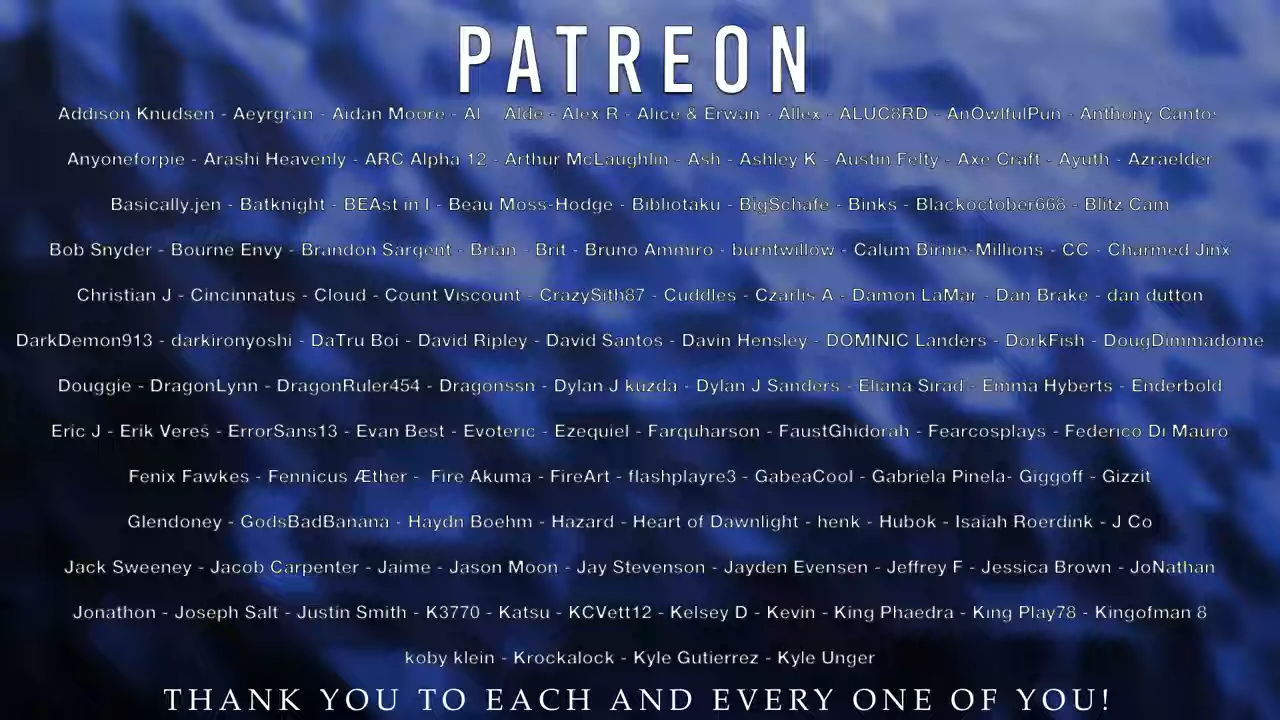 PATREON
Addison Knudsen - Aeyrgran - Aidan Moore - Al   Alde - Alex R - Alice & Erwan - Allex - ALUC8RD - AnOwlfulPun - Anthony Cantos
Anyoneforpie - Arashi Heavenly - ARC Alpha 12 - Arthur McLaughlin - Ash - Ashley K - Austin Felty - Axe Craft - Ayuth - Azraelder
Basically.jen - Batknight - BEAst in I - Beau Moss-Hodge - Bibliotaku - BigSchafe - Binks - Blackoctober668 - Blitz Cam
Bob Snyder - Bourne Envy - Brandon Sargent - Brian - Brit - Bruno Ammiro - burntwillow - Calum Birnie-Millions - CC - Charmed Jinx
Christian J - Cincinnatus - Cloud - Count Viscount - CrazySith87 - Cuddles - Czarlis A - Damon LaMar - Dan Brake - dan dutton
DarkDemon913 - darkironyoshi - DaTru Boi - David Ripley - David Santos - Davin Hensley - DOMINIC Landers - DorkFish - DougDimmadome
Douggie - DragonLynn - DragonRuler454 - Dragonssn - Dylan J kuzda - Dylan J Sanders - Eliana Sirad - Emma Hyberts - Enderbold
Eric J - Erik Veres - ErrorSans13 - Evan Best - Evoteric - Ezequiel - Farquharson - FaustGhidorah - Fearcosplays - Federico Di Mauro
Fenix Fawkes - Fennicus Æther -  Fire Akuma - FireArt - flashplayre3 - GabeaCool - Gabriela Pinela- Giggoff - Gizzit
Glendoney - GodsBadBanana - Haydn Boehm - Hazard - Heart of Dawnlight - henk - Hubok - Isaiah Roerdink - J Co
Jack Sweeney - Jacob Carpenter - Jaime - Jason Moon - Jay Stevenson - Jayden Evensen - Jeffrey F - Jessica Brown - JoNathan
Jonathon - Joseph Salt - Justin Smith - K3770 - Katsu - KCVett12 - Kelsey D - Kevin - King Phaedra - King Play78 - Kingofman 8
koby klein - Krockalock - Kyle Gutierrez - Kyle Unger
THANK YOU TO EACH AND EVERY ONE OF YOU!